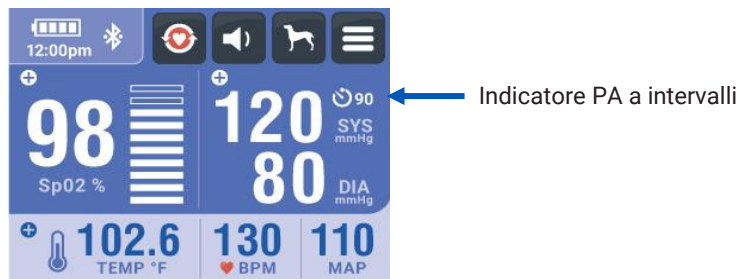 12:00pm
90
Indicatore PA a intervalli
98
120
SYS
mmHg
Sp02 %
80
DIA
mmHg
102.6
130
110
TEMP °F
BPM
MAP